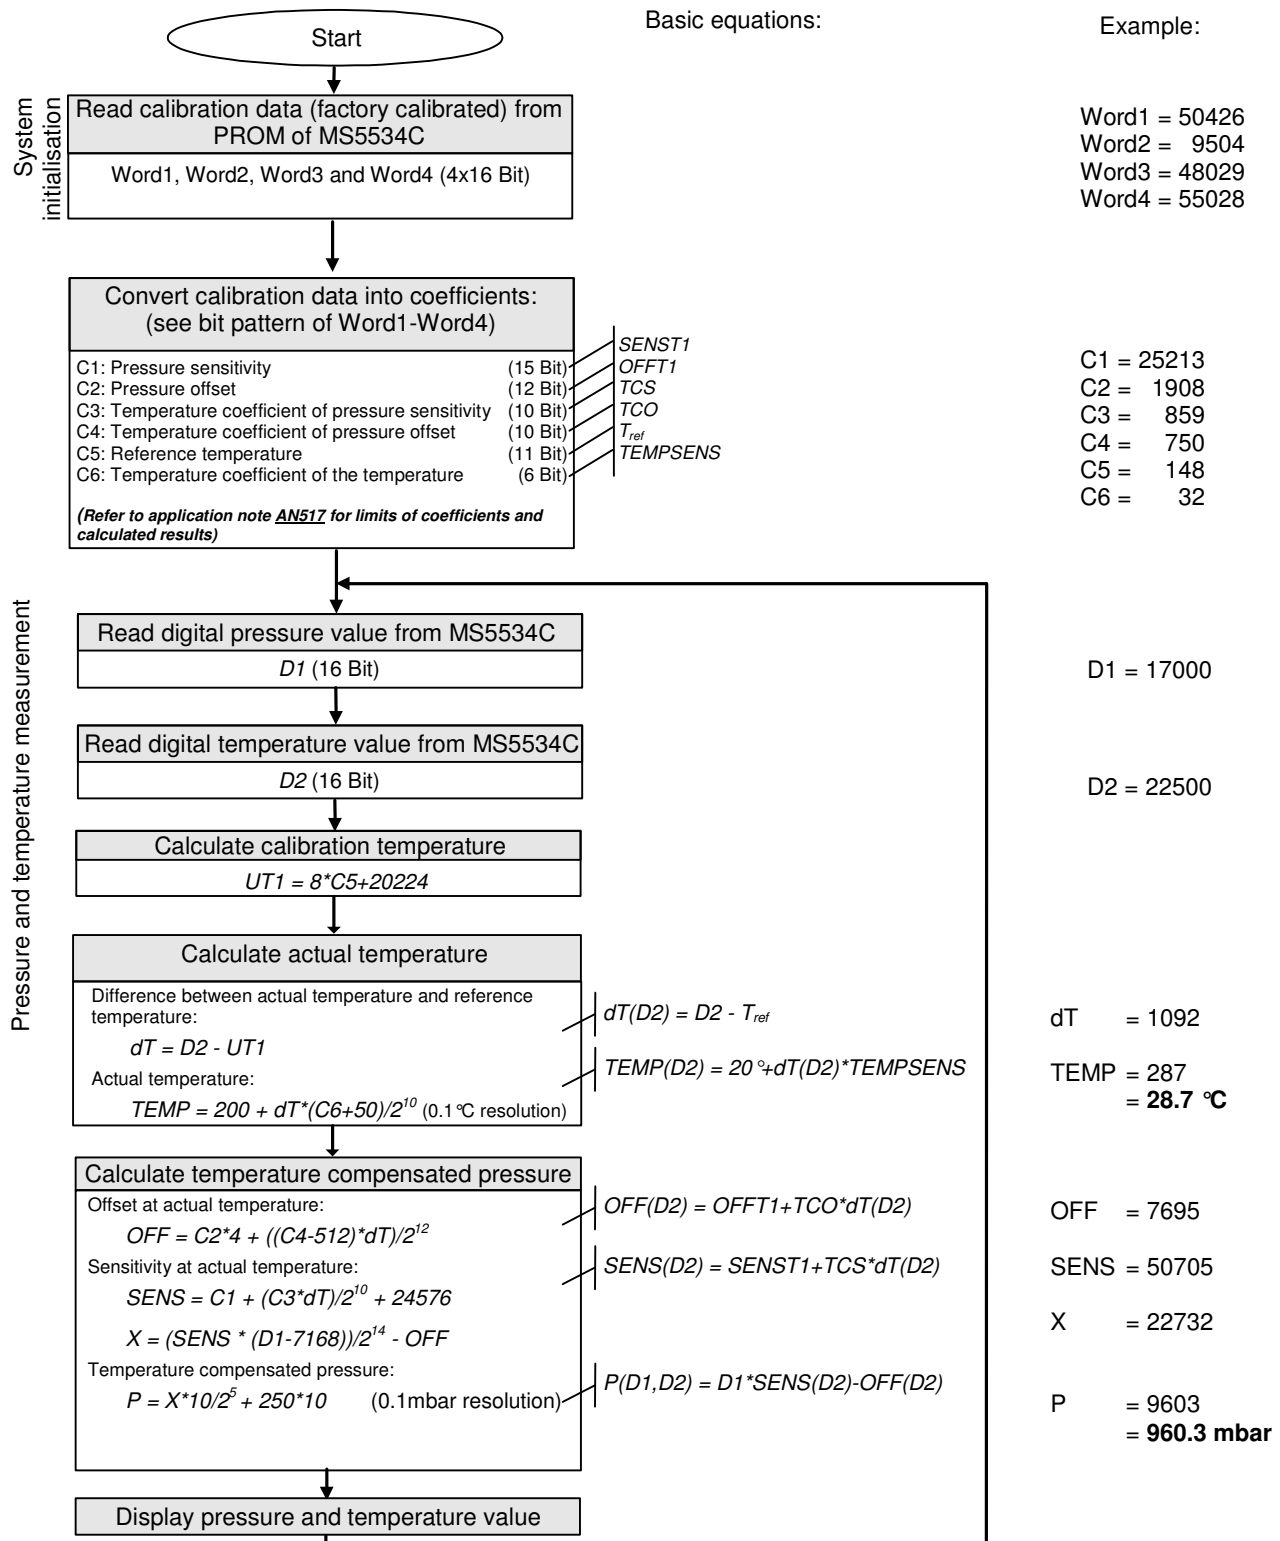 Basic equations:
Example:
Start
System
initialisation
Read calibration data (factory calibrated) from
PROM of MS5534C
Word1, Word2, Word3 and Word4 (4x16 Bit)
Word1 = 50426
Word2 = 9504
Word3 = 48029
Word4 = 55028
Convert calibration data into coefficients:
(see bit pattern of Word1-Word4)
C1: Pressure sensitivity (15 Bit)
C2: Pressure offset (12 Bit)
C3: Temperature coefficient of pressure sensitivity (10 Bit)
C4: Temperature coefficient of pressure offset (10 Bit)
C5: Reference temperature (11 Bit)
C6: Temperature coefficient of the temperature (6 Bit)
(Refer to application note AN517 for limits of coefficients and
calculated results)
SENST1
OFFT1
TCS
TCO
Tref
TEMPSENS
C1 = 25213
C2 = 1908
C3 = 859
C4 = 750
C5 = 148
C6 = 32
Pressure and temperature measurement
Read digital pressure value from MS5534C
D1 (16 Bit)
D1 = 17000
Read digital temperature value from MS5534C
D2 (16 Bit)
D2 = 22500
Calculate calibration temperature
UT1 = 8*C5+20224
Calculate actual temperature
Difference between actual temperature and reference
temperature:
dT = D2 - UT1
Actual temperature:
TEMP = 200 + dT*(C6+50)/2^10 (0.1°C resolution)
dT(D2) = D2 - Tref
TEMP(D2) = 20°+dT(D2)*TEMPSENS
dT = 1092
TEMP = 287
= 28.7 °C
Calculate temperature compensated pressure
Offset at actual temperature:
OFF = C2*4 + ((C4-512)*dT)/2^12
Sensitivity at actual temperature:
SENS = C1 + (C3*dT)/2^10 + 24576
X = (SENS * (D1-7168))/2^14 - OFF
Temperature compensated pressure:
P = X*10/2^5 + 250*10 (0.1mbar resolution)
OFF(D2) = OFFT1+TCO*dT(D2)
SENS(D2) = SENST1+TCS*dT(D2)
P(D1,D2) = D1*SENS(D2)-OFF(D2)
OFF = 7695
SENS = 50705
X = 22732
P = 9603
= 960.3 mbar
Display pressure and temperature value